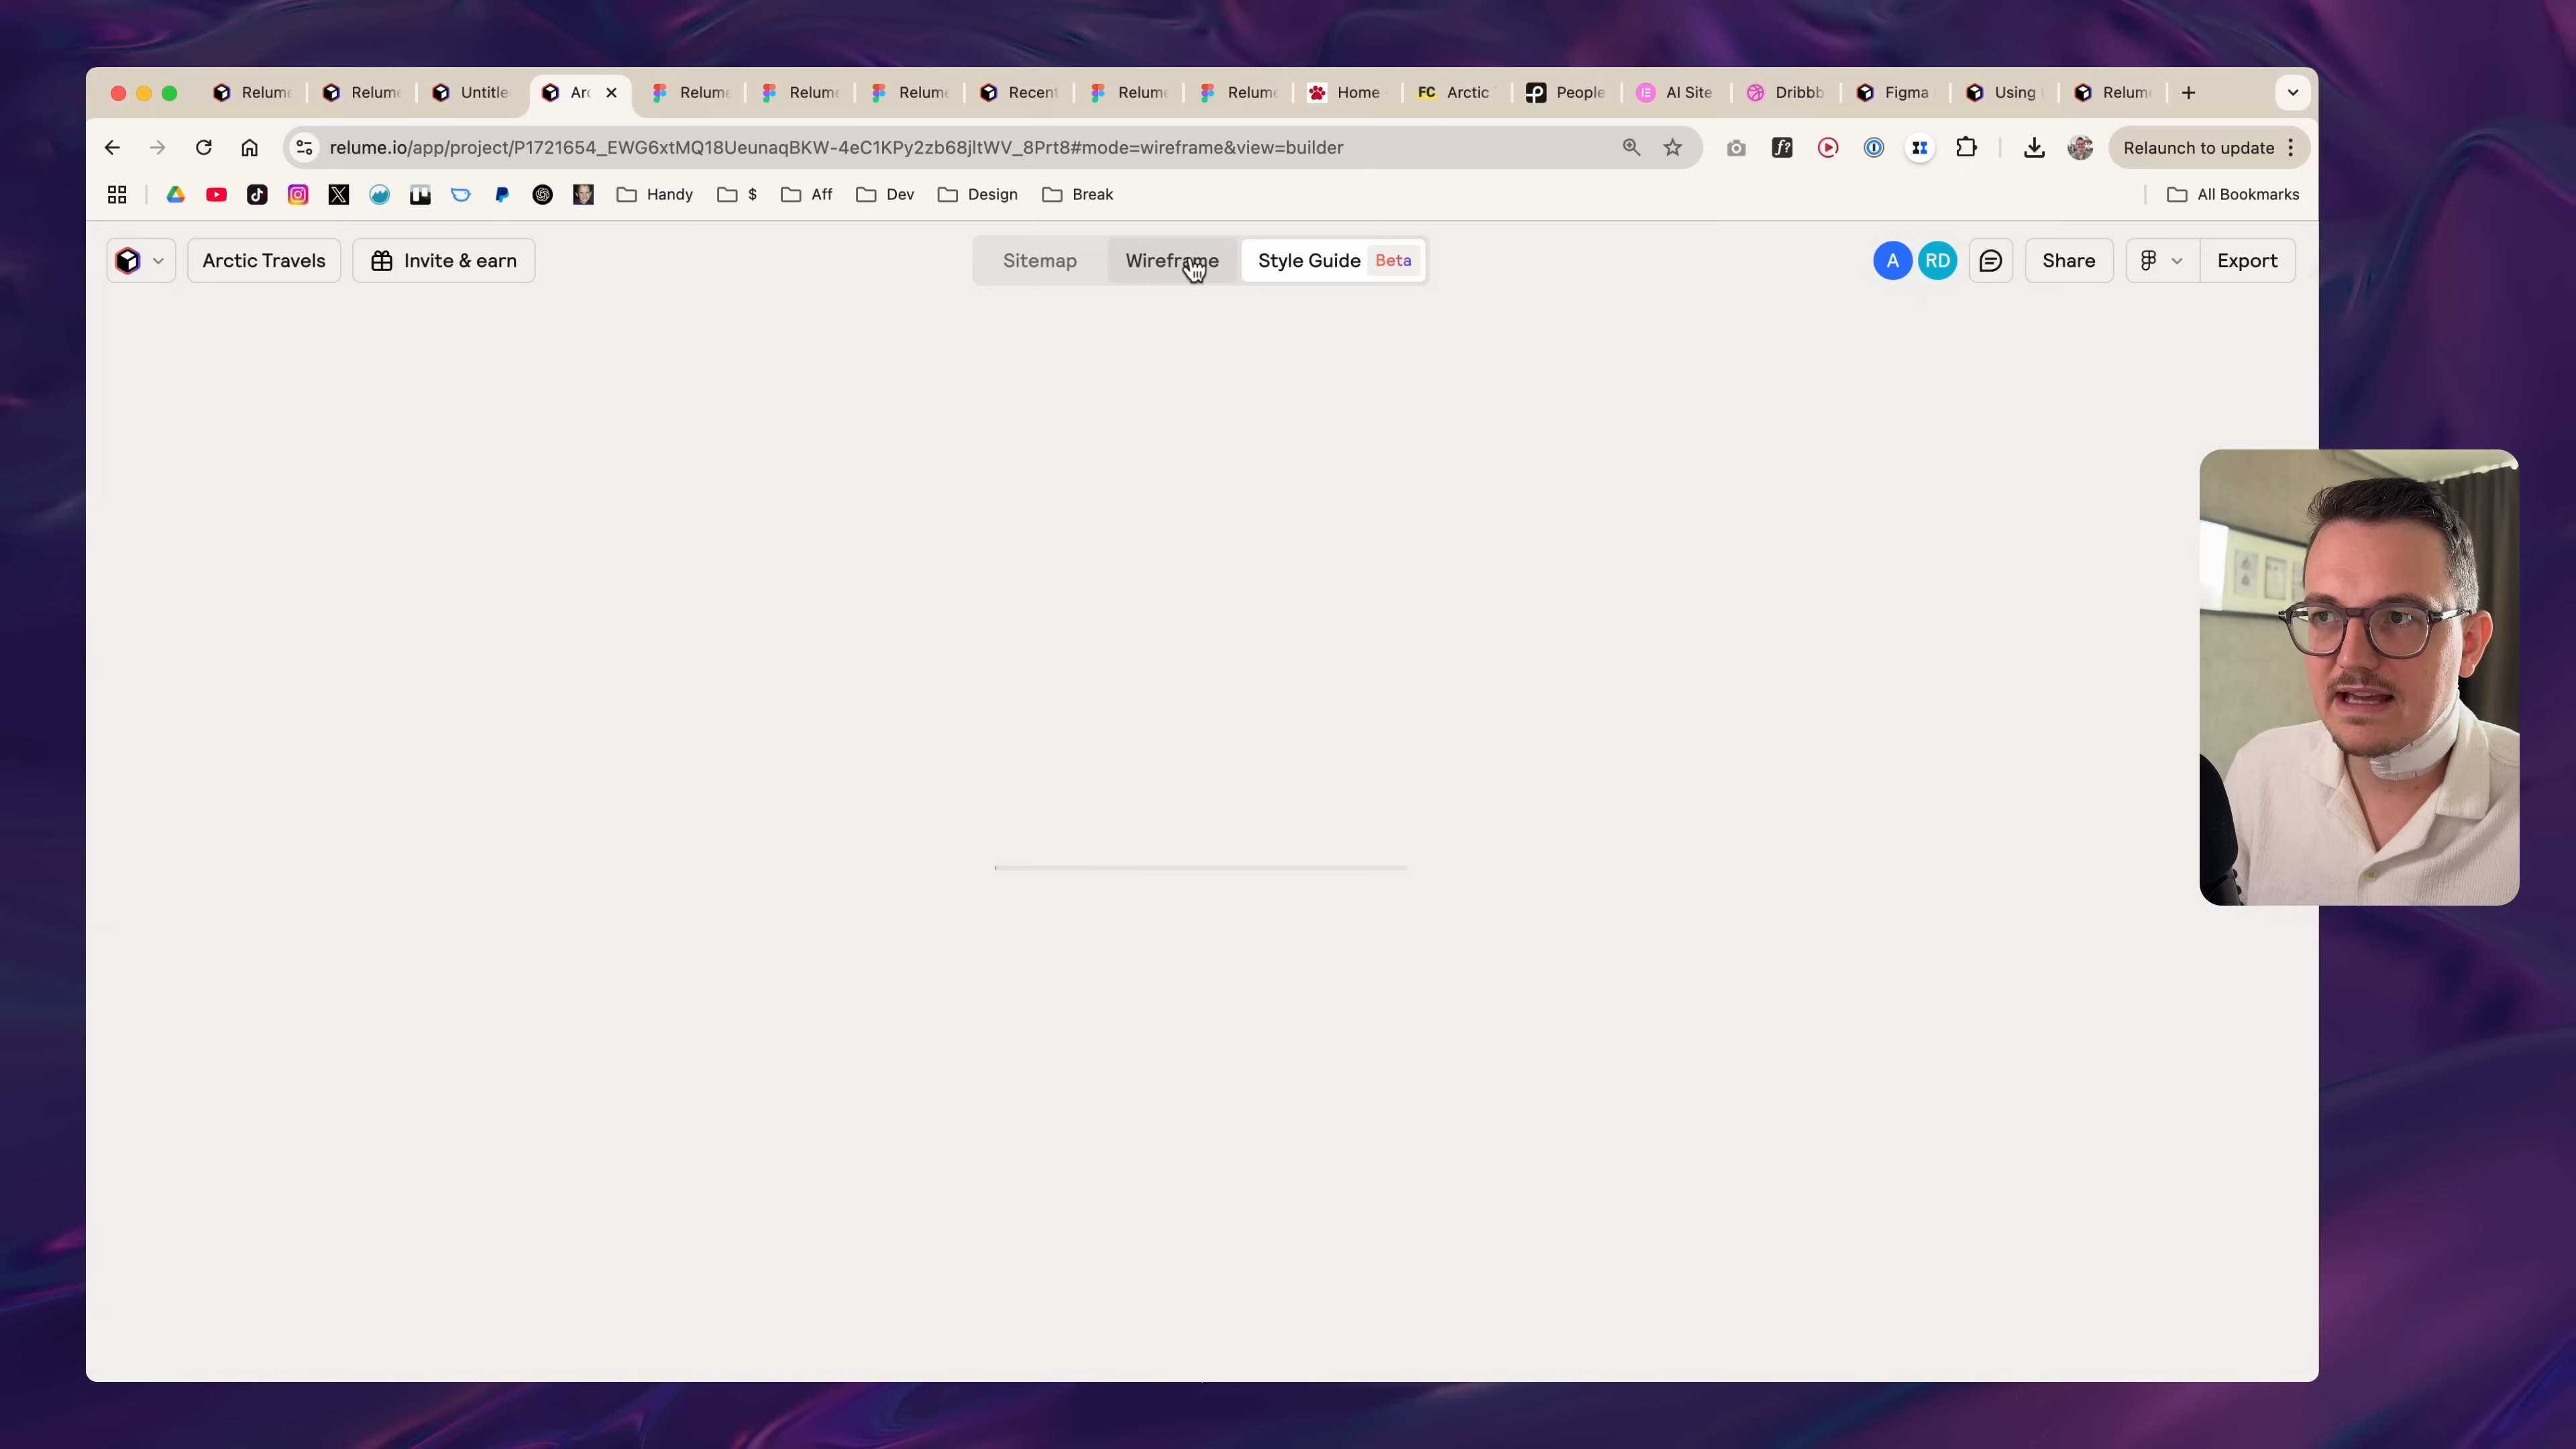 Relume Relume Untitle Arc Relume Relume Relume Recent Relume Relume Home FC Arctic People AI Site Dribbb Figma Using Relume
relume.io/app/project/P1721654_EWG6xtMQ18UeunaqBKW-4eC1KPy2zb68jltWV_8Prt8#mode=wireframe&view=builder f? Relaunch to update
Handy $ Aff Dev Design Break All Bookmarks
Arctic Travels Invite & earn Sitemap Wireframe Style Guide Beta A RD Share Export